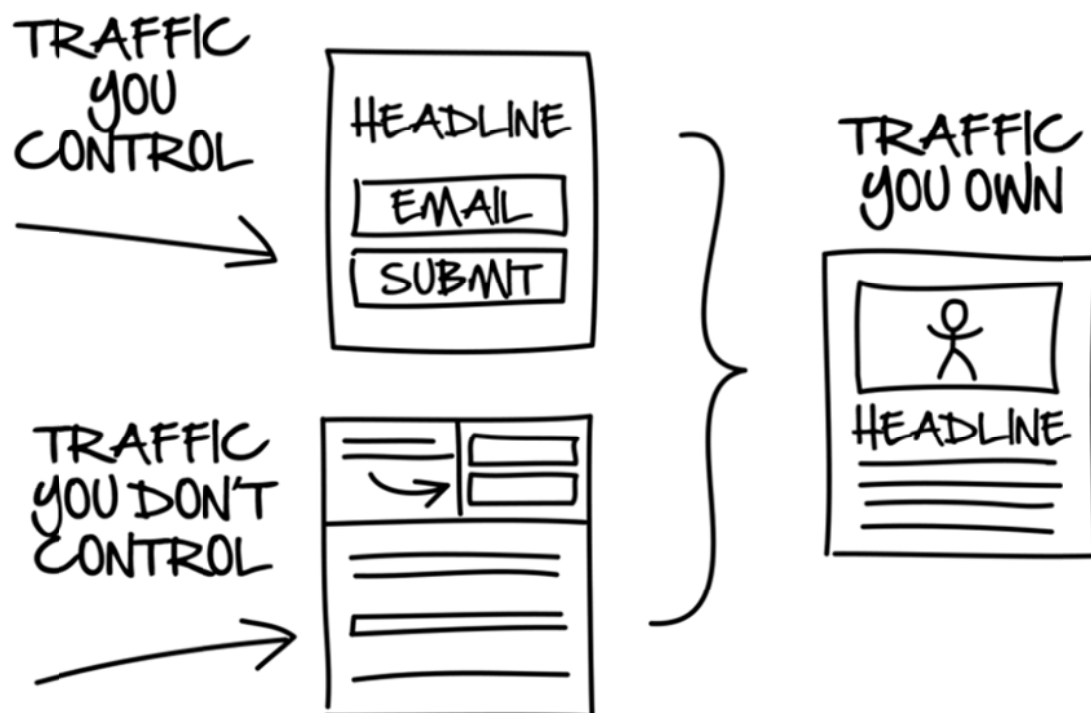 TRAFFIC
YOU
CONTROL
HEADLINE
EMAIL
SUBMIT
TRAFFIC
YOU DON'T
CONTROL
TRAFFIC
YOU OWN
HEADLINE